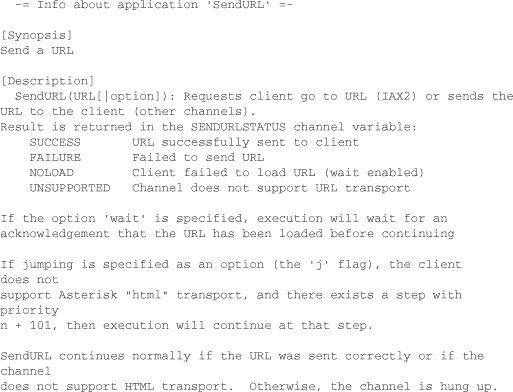 -= Info about application 'SendURL' =-
[Synopsis]
Send a URL
[Description]
SendURL(URL[|option]): Requests client go to URL (IAX2) or sends the
URL to the client (other channels).
Result is returned in the SENDURLSTATUS channel variable:
SUCCESS URL successfully sent to client
FAILURE Failed to send URL
NOLOAD Client failed to load URL (wait enabled)
UNSUPPORTED Channel does not support URL transport
If the option 'wait' is specified, execution will wait for an
acknowledgement that the URL has been loaded before continuing
If jumping is specified as an option (the 'j' flag), the client
does not
support Asterisk "html" transport, and there exists a step with
priority
n + 101, then execution will continue at that step.
SendURL continues normally if the URL was sent correctly or if the
channel
does not support HTML transport.  Otherwise, the channel is hung up.